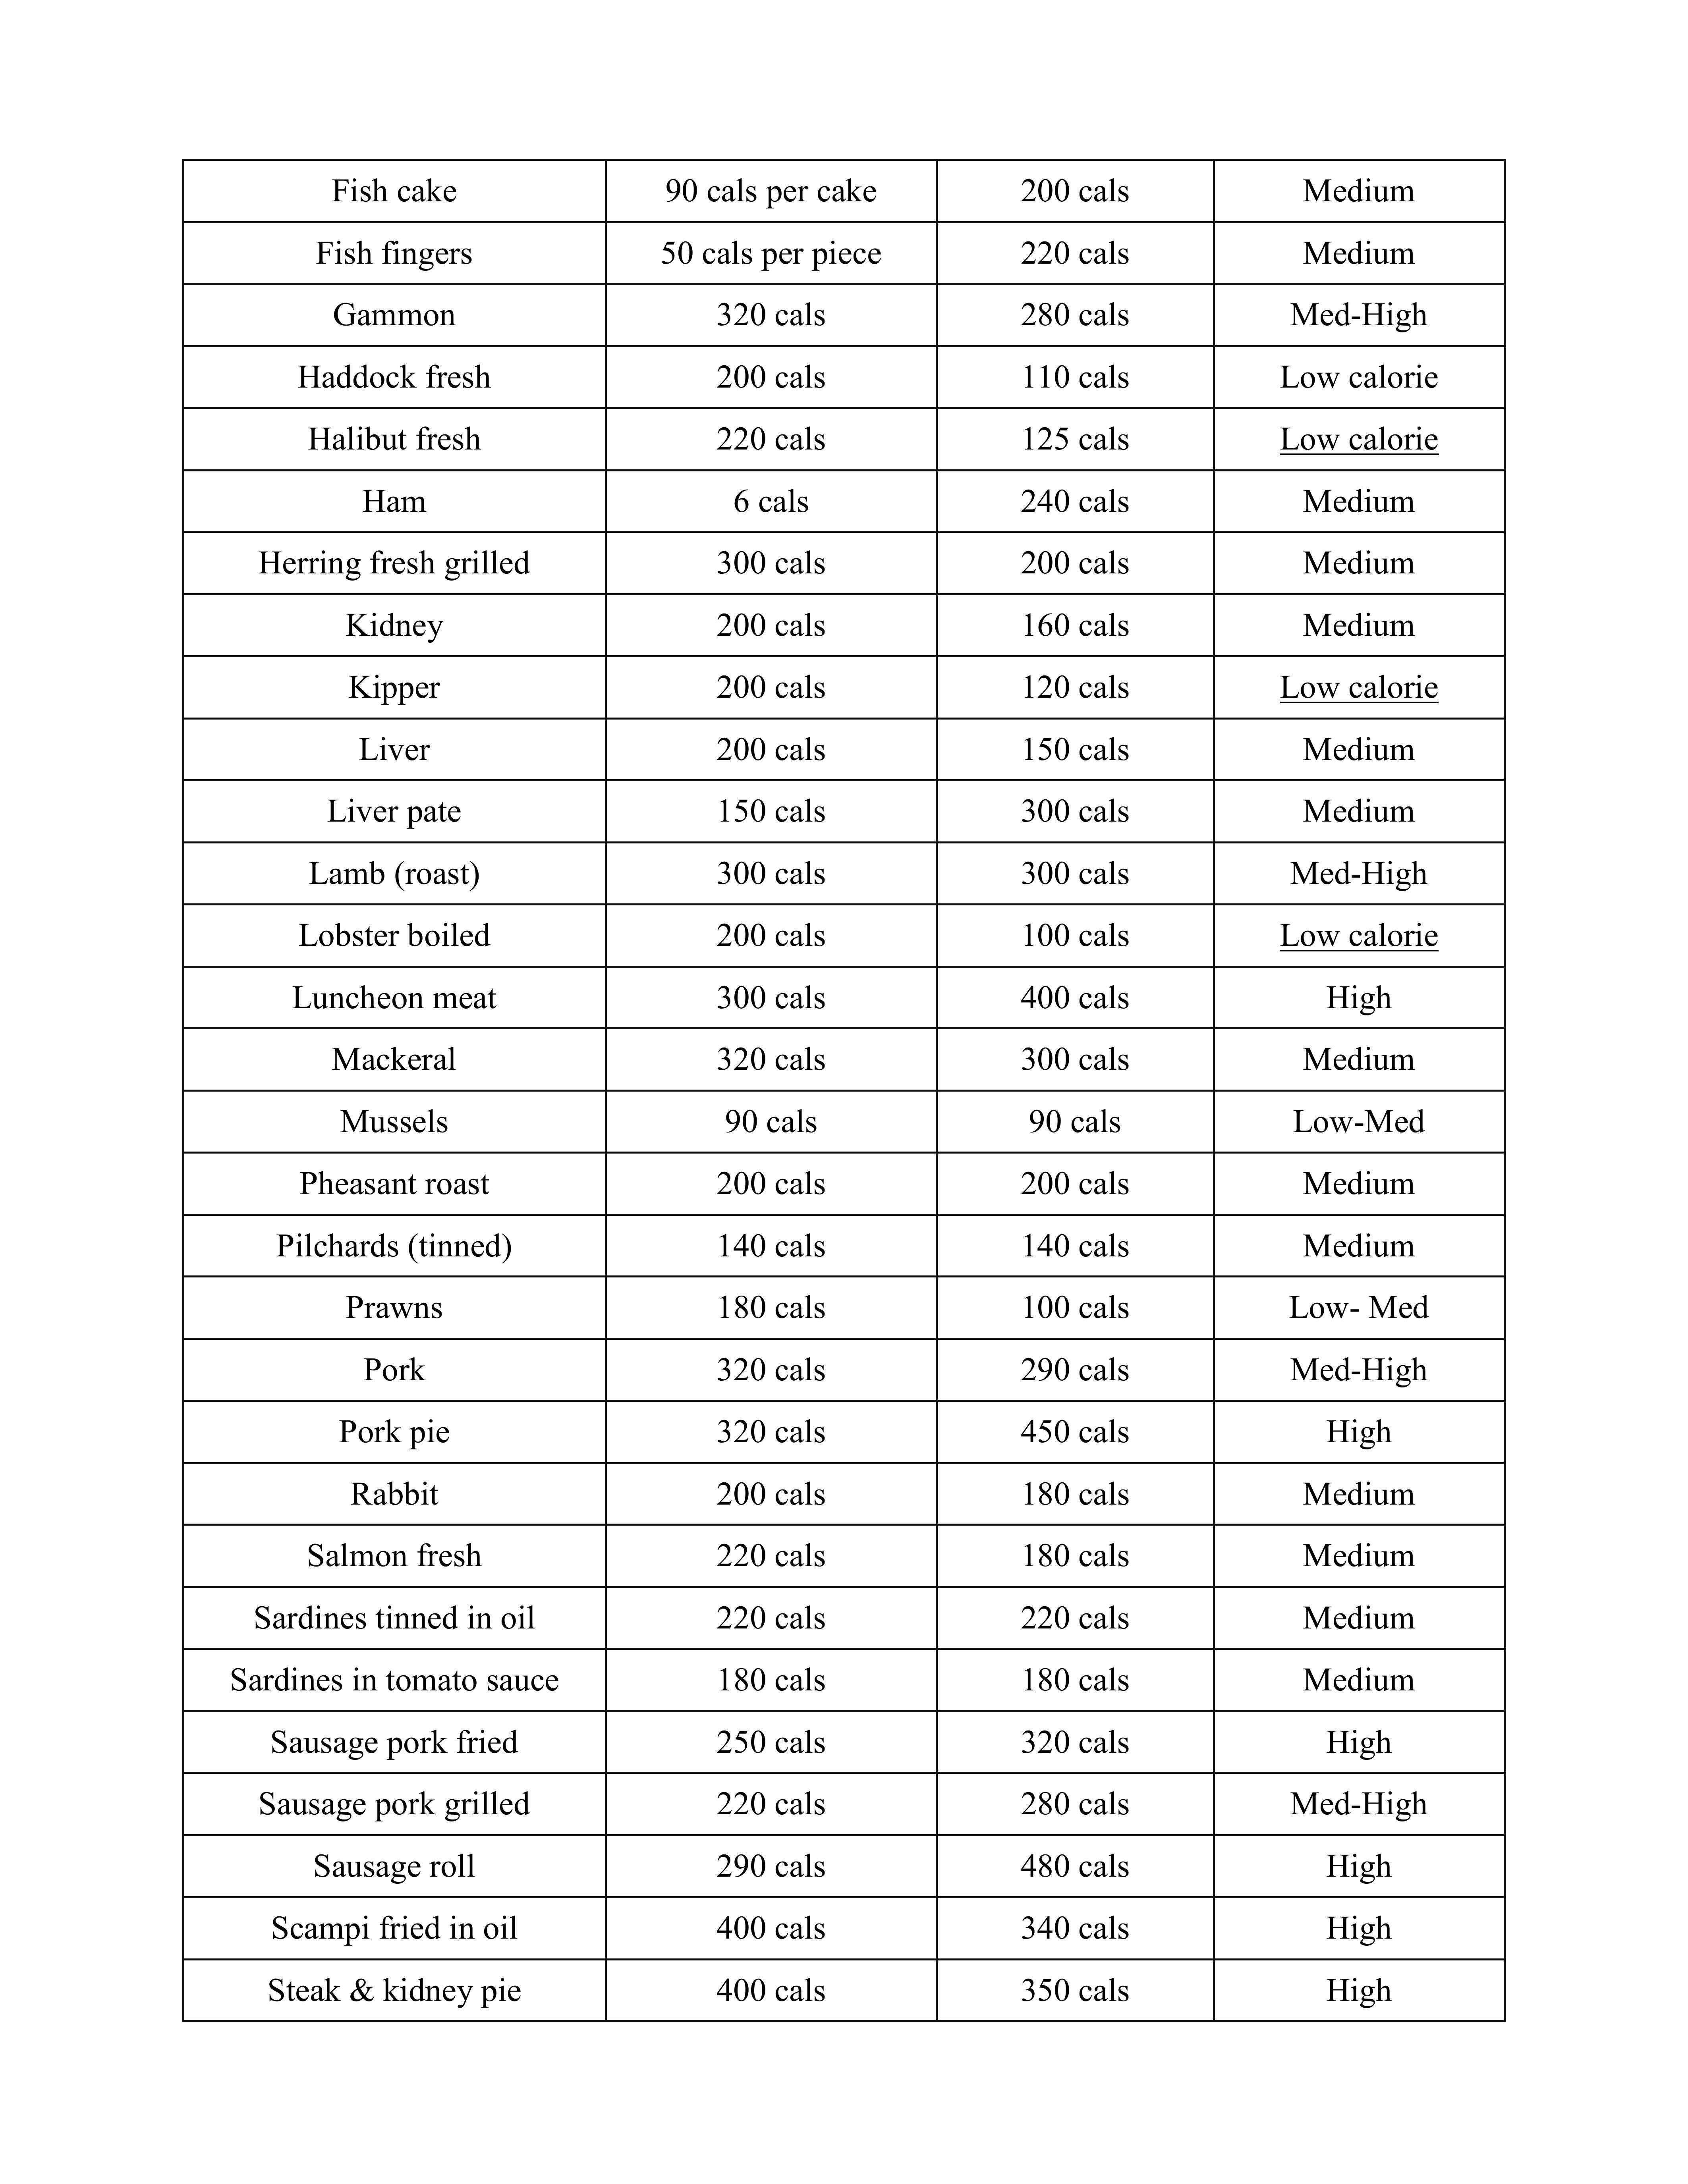 Fish cake 90 cals per cake 200 cals Medium
Fish fingers 50 cals per piece 220 cals Medium
Gammon 320 cals 280 cals Med-High
Haddock fresh 200 cals 110 cals Low calorie
Halibut fresh 220 cals 125 cals Low calorie
Ham 6 cals 240 cals Medium
Herring fresh grilled 300 cals 200 cals Medium
Kidney 200 cals 160 cals Medium
Kipper 200 cals 120 cals Low calorie
Liver 200 cals 150 cals Medium
Liver pate 150 cals 300 cals Medium
Lamb (roast) 300 cals 300 cals Med-High
Lobster boiled 200 cals 100 cals Low calorie
Luncheon meat 300 cals 400 cals High
Mackeral 320 cals 300 cals Medium
Mussels 90 cals 90 cals Low-Med
Pheasant roast 200 cals 200 cals Medium
Pilchards (tinned) 140 cals 140 cals Medium
Prawns 180 cals 100 cals Low- Med
Pork 320 cals 290 cals Med-High
Pork pie 320 cals 450 cals High
Rabbit 200 cals 180 cals Medium
Salmon fresh 220 cals 180 cals Medium
Sardines tinned in oil 220 cals 220 cals Medium
Sardines in tomato sauce 180 cals 180 cals Medium
Sausage pork fried 250 cals 320 cals High
Sausage pork grilled 220 cals 280 cals Med-High
Sausage roll 290 cals 480 cals High
Scampi fried in oil 400 cals 340 cals High
Steak & kidney pie 400 cals 350 cals High